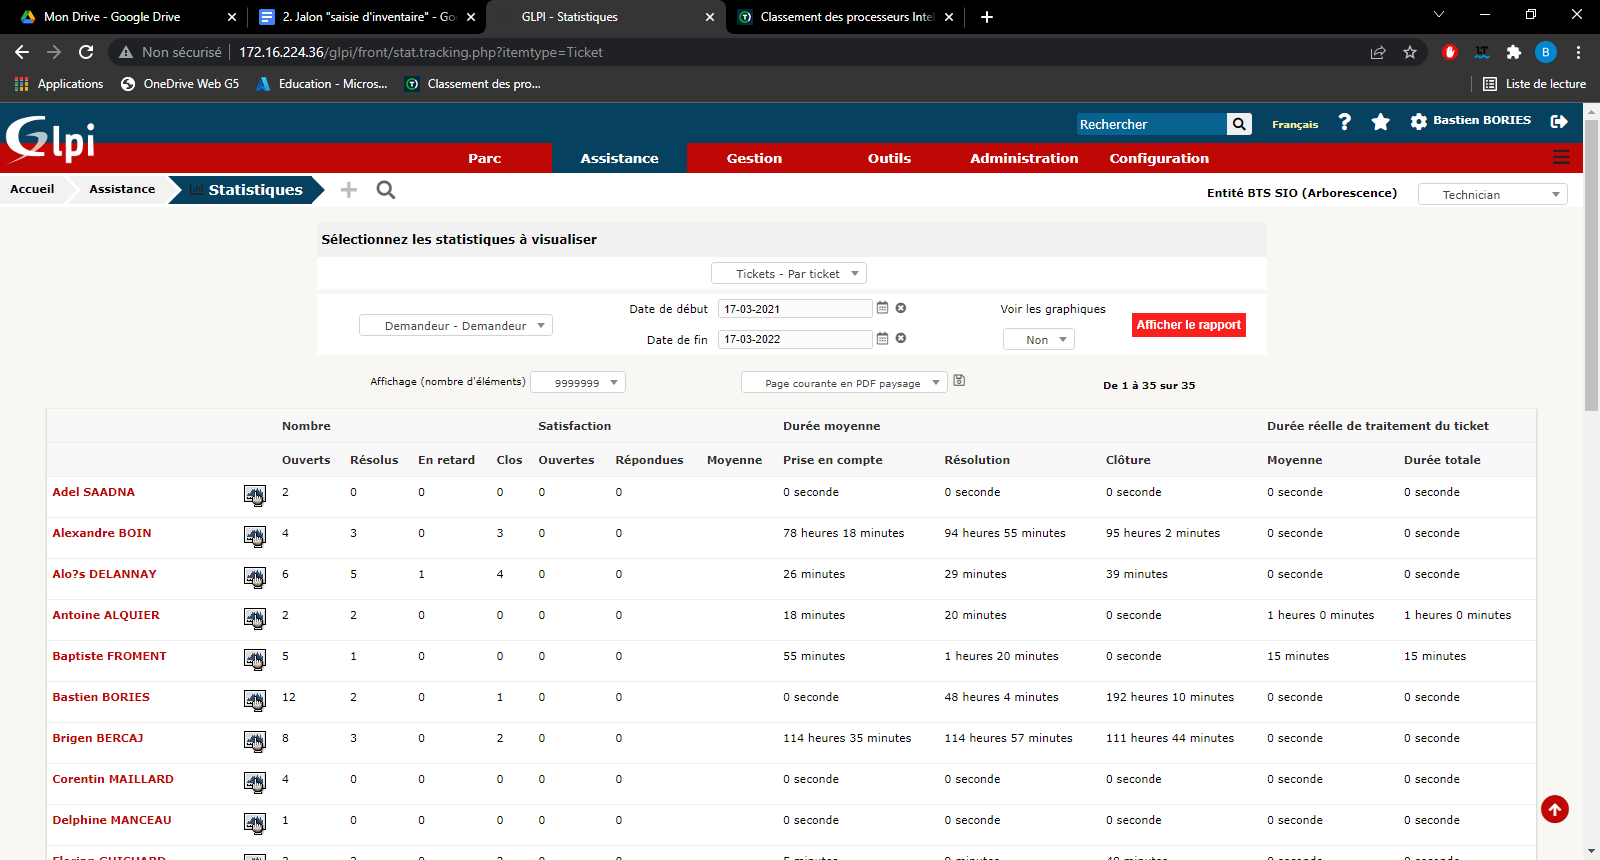 Mon Drive - Google Drive
2. Jalon "saisie d'inventaire" - Go
GLPI - Statistiques
Classement des processeurs Intel
Non sécurisé
172.16.224.36/glpi/front/stat.tracking.php?itemtype=Ticket
B
Applications
OneDrive Web G5
Education - Micros...
Classement des pro...
Liste de lecture
Glpi
Rechercher
Français
Bastien BORIES
Parc Assistance Gestion Outils Administration Configuration
Accueil Assistance Statistiques
Entité BTS SIO (Arborescence)
Technician
Sélectionnez les statistiques à visualiser
Tickets - Par ticket
Demandeur - Demandeur
Date de début 17-03-2021
Date de fin 17-03-2022
Voir les graphiques
Non
Afficher le rapport
Affichage (nombre d'éléments) 9999999
Page courante en PDF paysage
De 1 à 35 sur 35
Nombre Satisfaction Durée moyenne Durée réelle de traitement du ticket
Ouverts Résolus En retard Clos Ouvertes Répondues Moyenne Prise en compte Résolution Clôture Moyenne Durée totale
Adel SAADNA 2 0 0 0 0 0 0 seconde 0 seconde 0 seconde 0 seconde 0 seconde
Alexandre BOIN 4 3 0 3 0 0 78 heures 18 minutes 94 heures 55 minutes 95 heures 2 minutes 0 seconde 0 seconde
Alo?s DELANNAY 6 5 1 4 0 0 26 minutes 29 minutes 39 minutes 0 seconde 0 seconde
Antoine ALQUIER 2 2 0 0 0 0 18 minutes 20 minutes 0 seconde 1 heures 0 minutes 1 heures 0 minutes
Baptiste FROMENT 5 1 0 0 0 0 55 minutes 1 heures 20 minutes 0 seconde 15 minutes 15 minutes
Bastien BORIES 12 2 0 1 0 0 0 seconde 48 heures 4 minutes 192 heures 10 minutes 0 seconde 0 seconde
Brigen BERCAJ 8 3 0 2 0 0 114 heures 35 minutes 114 heures 57 minutes 111 heures 44 minutes 0 seconde 0 seconde
Corentin MAILLARD 4 0 0 0 0 0 0 seconde 0 seconde 0 seconde 0 seconde 0 seconde
Delphine MANCEAU 1 0 0 0 0 0 0 seconde 0 seconde 0 seconde 0 seconde 0 seconde